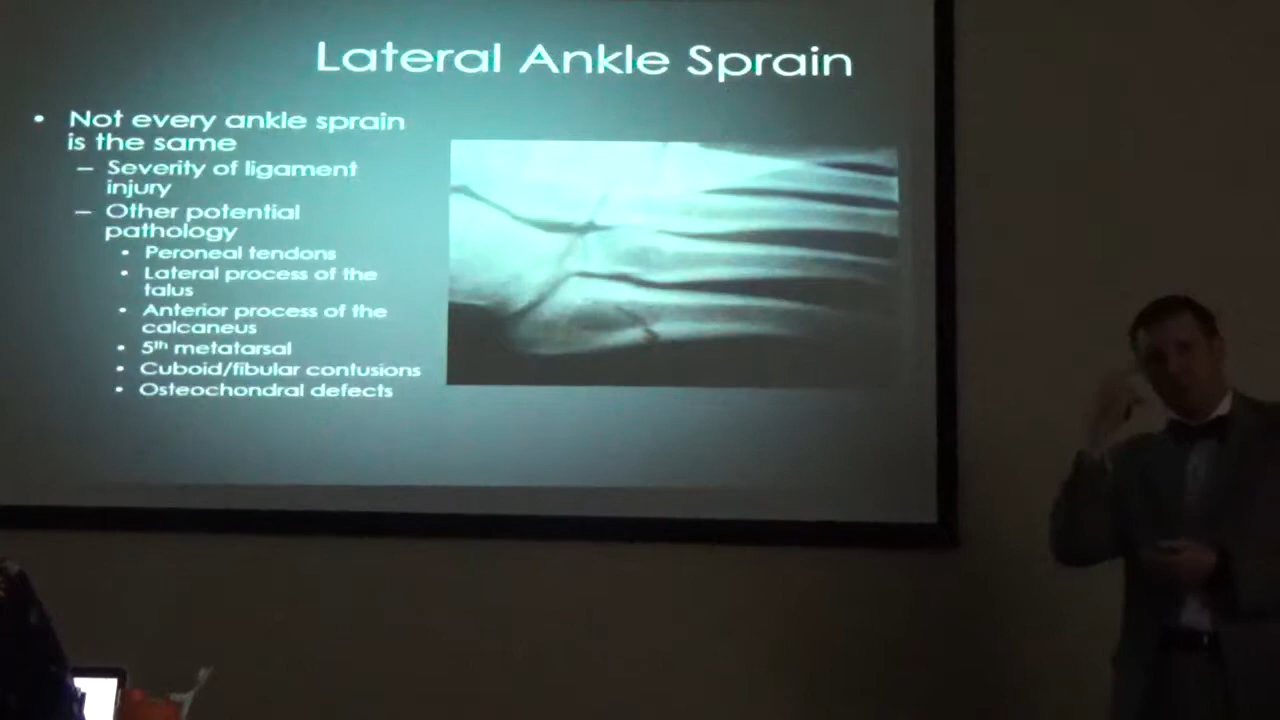 Lateral Ankle Sprain
• Not every ankle sprain
is the same
– Severity of ligament
injury
– Other potential
pathology
• Peroneal tendons
• Lateral process of the
talus
• Anterior process of the
calcaneus
• 5th metatarsal
• Cuboid/fibular contusions
• Osteochondral defects